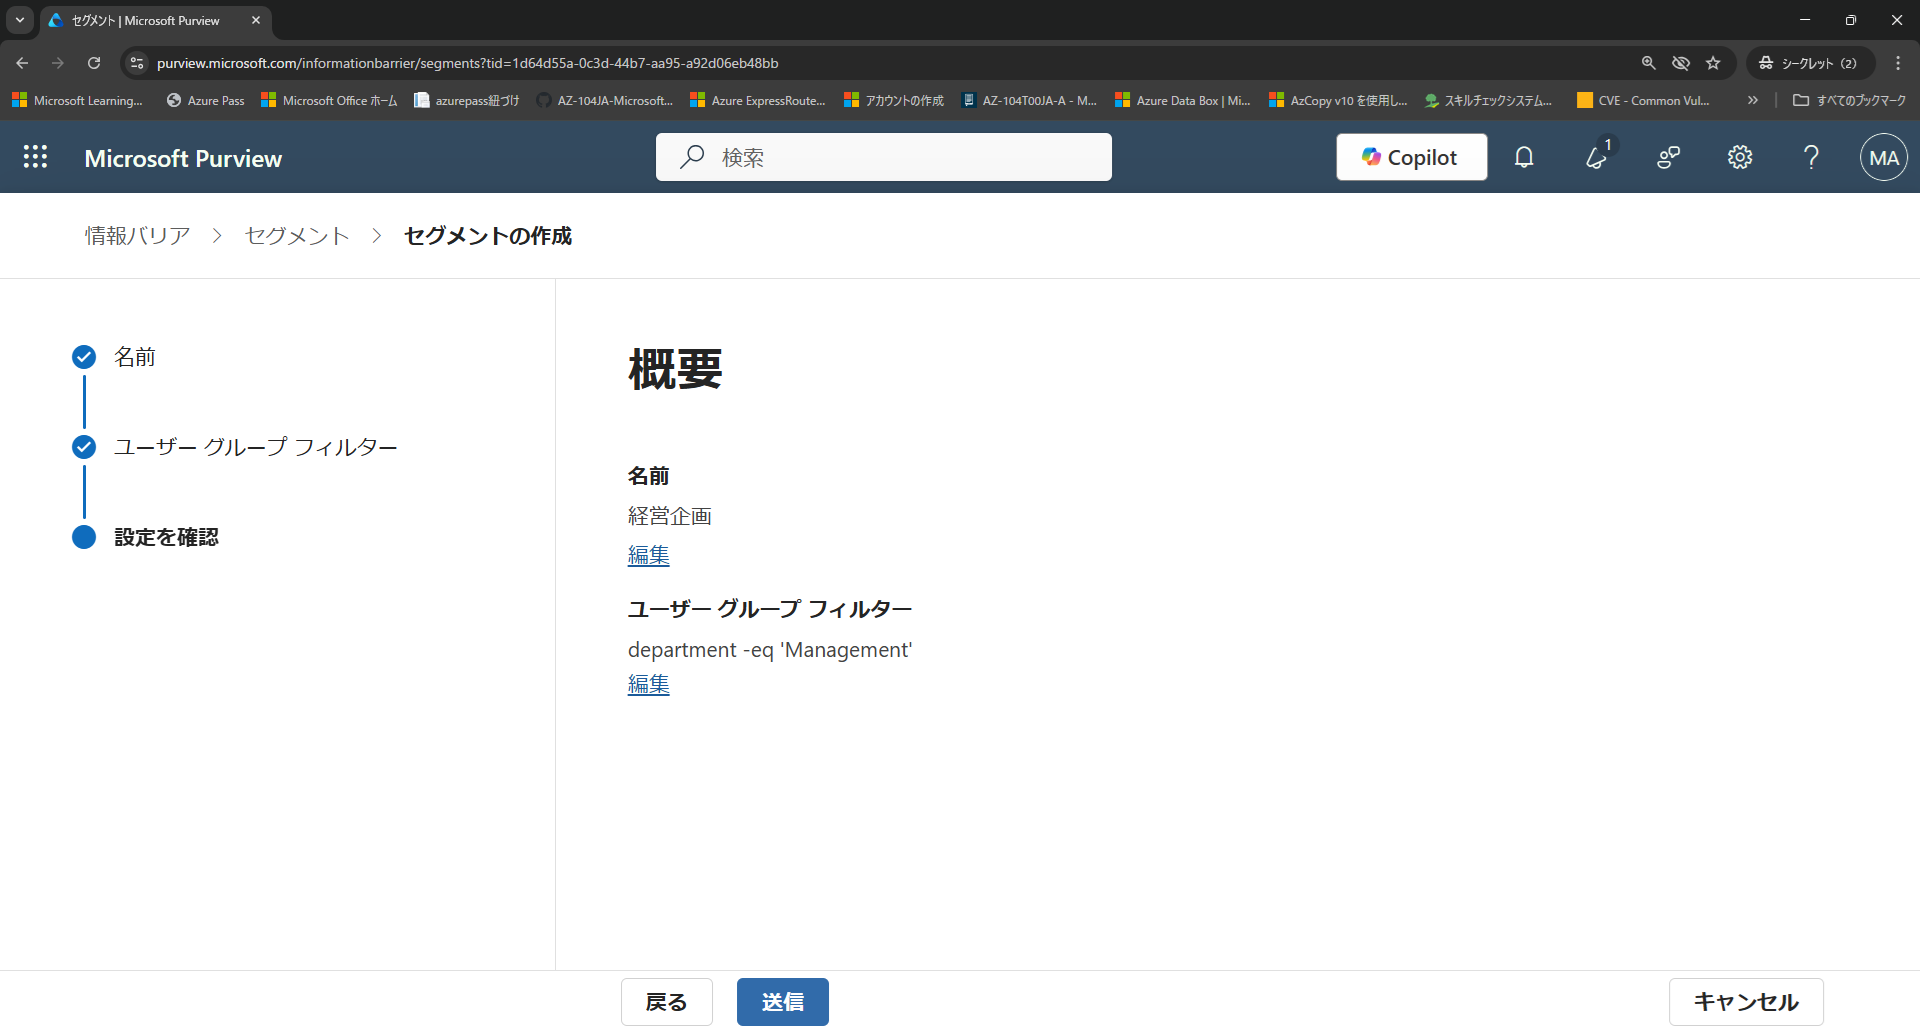 セグメント | Microsoft Purview
purview.microsoft.com/informationbarrier/segments?tid=1d64d55a-0c3d-44b7-aa95-a92d06eb48bb
シークレット (2)
Microsoft Learning...
Azure Pass
Microsoft Office ホーム
azurepass紐づけ
AZ-104JA-Microsoft...
Azure ExpressRoute...
アカウントの作成
AZ-104T00JA-A - M...
Azure Data Box | Mi...
AzCopy v10 を使用し...
スキルチェックシステム...
CVE - Common Vul...
»
すべてのブックマーク
Microsoft Purview
検索
Copilot
1
?
MA
情報バリア > セグメント > セグメントの作成
名前
ユーザー グループ フィルター
設定を確認
概要
名前
経営企画
編集
ユーザー グループ フィルター
department -eq 'Management'
編集
戻る
送信
キャンセル